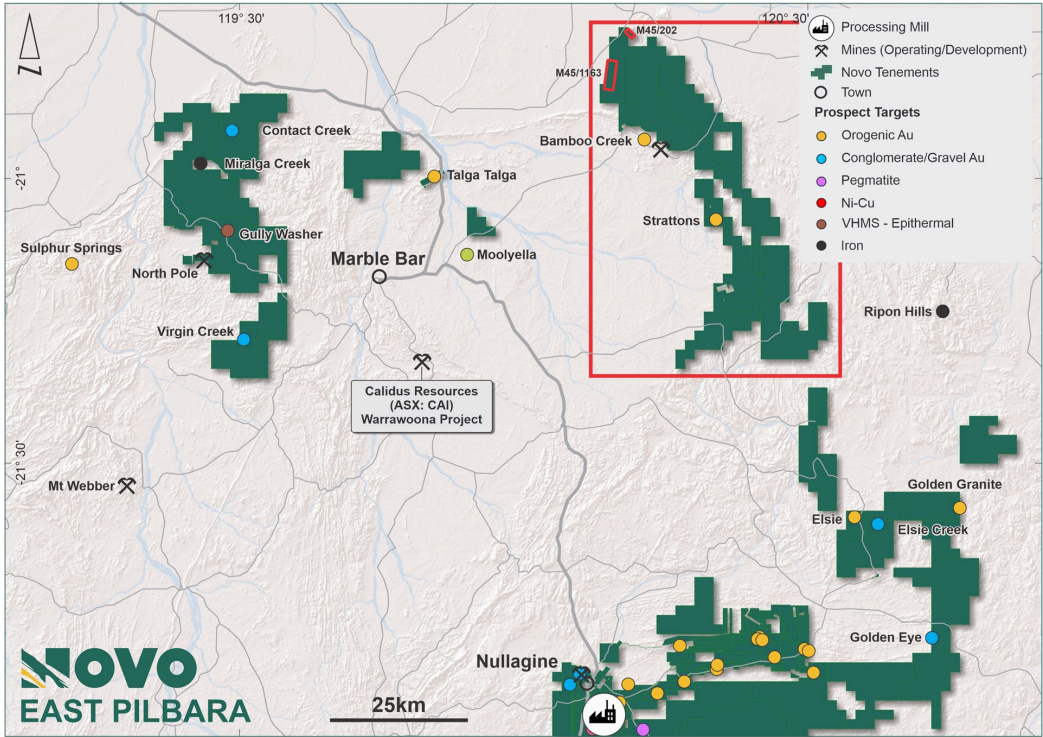 119° 30'
120° 30'
N
M45/202
M45/1163
Processing Mill
Mines (Operating/Development)
Novo Tenements
Town
Prospect Targets
Orogenic Au
Conglomerate/Gravel Au
Pegmatite
Ni-Cu
VHMS - Epithermal
Iron
Contact Creek
Miralga Creek
Bamboo Creek
-21°
Talga Talga
Strattons
Gully Washer
Sulphur Springs
North Pole
Marble Bar
Moolyella
Ripon Hills
Virgin Creek
Calidus Resources
(ASX: CAI)
Warrawoona Project
-21° 30'
Mt Webber
Golden Granite
Elsie
Elsie Creek
Golden Eye
Nullagine
NOVO
EAST PILBARA
25km